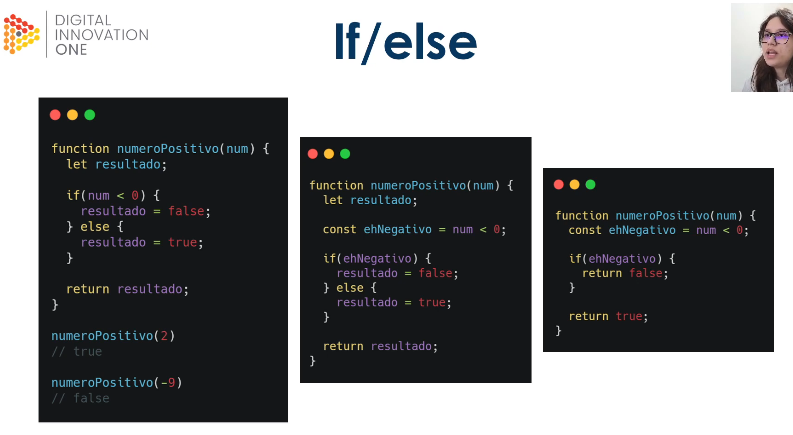 DIGITAL
INNOVATION
ONE
If/else
function numeroPositivo(num) {
let resultado;
if(num < 0) {
resultado = false;
} else {
resultado = true;
}
return resultado;
}
numeroPositivo(2)
// true
numeroPositivo(-9)
// false
function numeroPositivo(num) {
let resultado;
const ehNegativo = num < 0;
if(ehNegativo) {
resultado = false;
} else {
resultado = true;
}
return resultado;
}
function numeroPositivo(num) {
const ehNegativo = num < 0;
if(ehNegativo) {
return false;
}
return true;
}